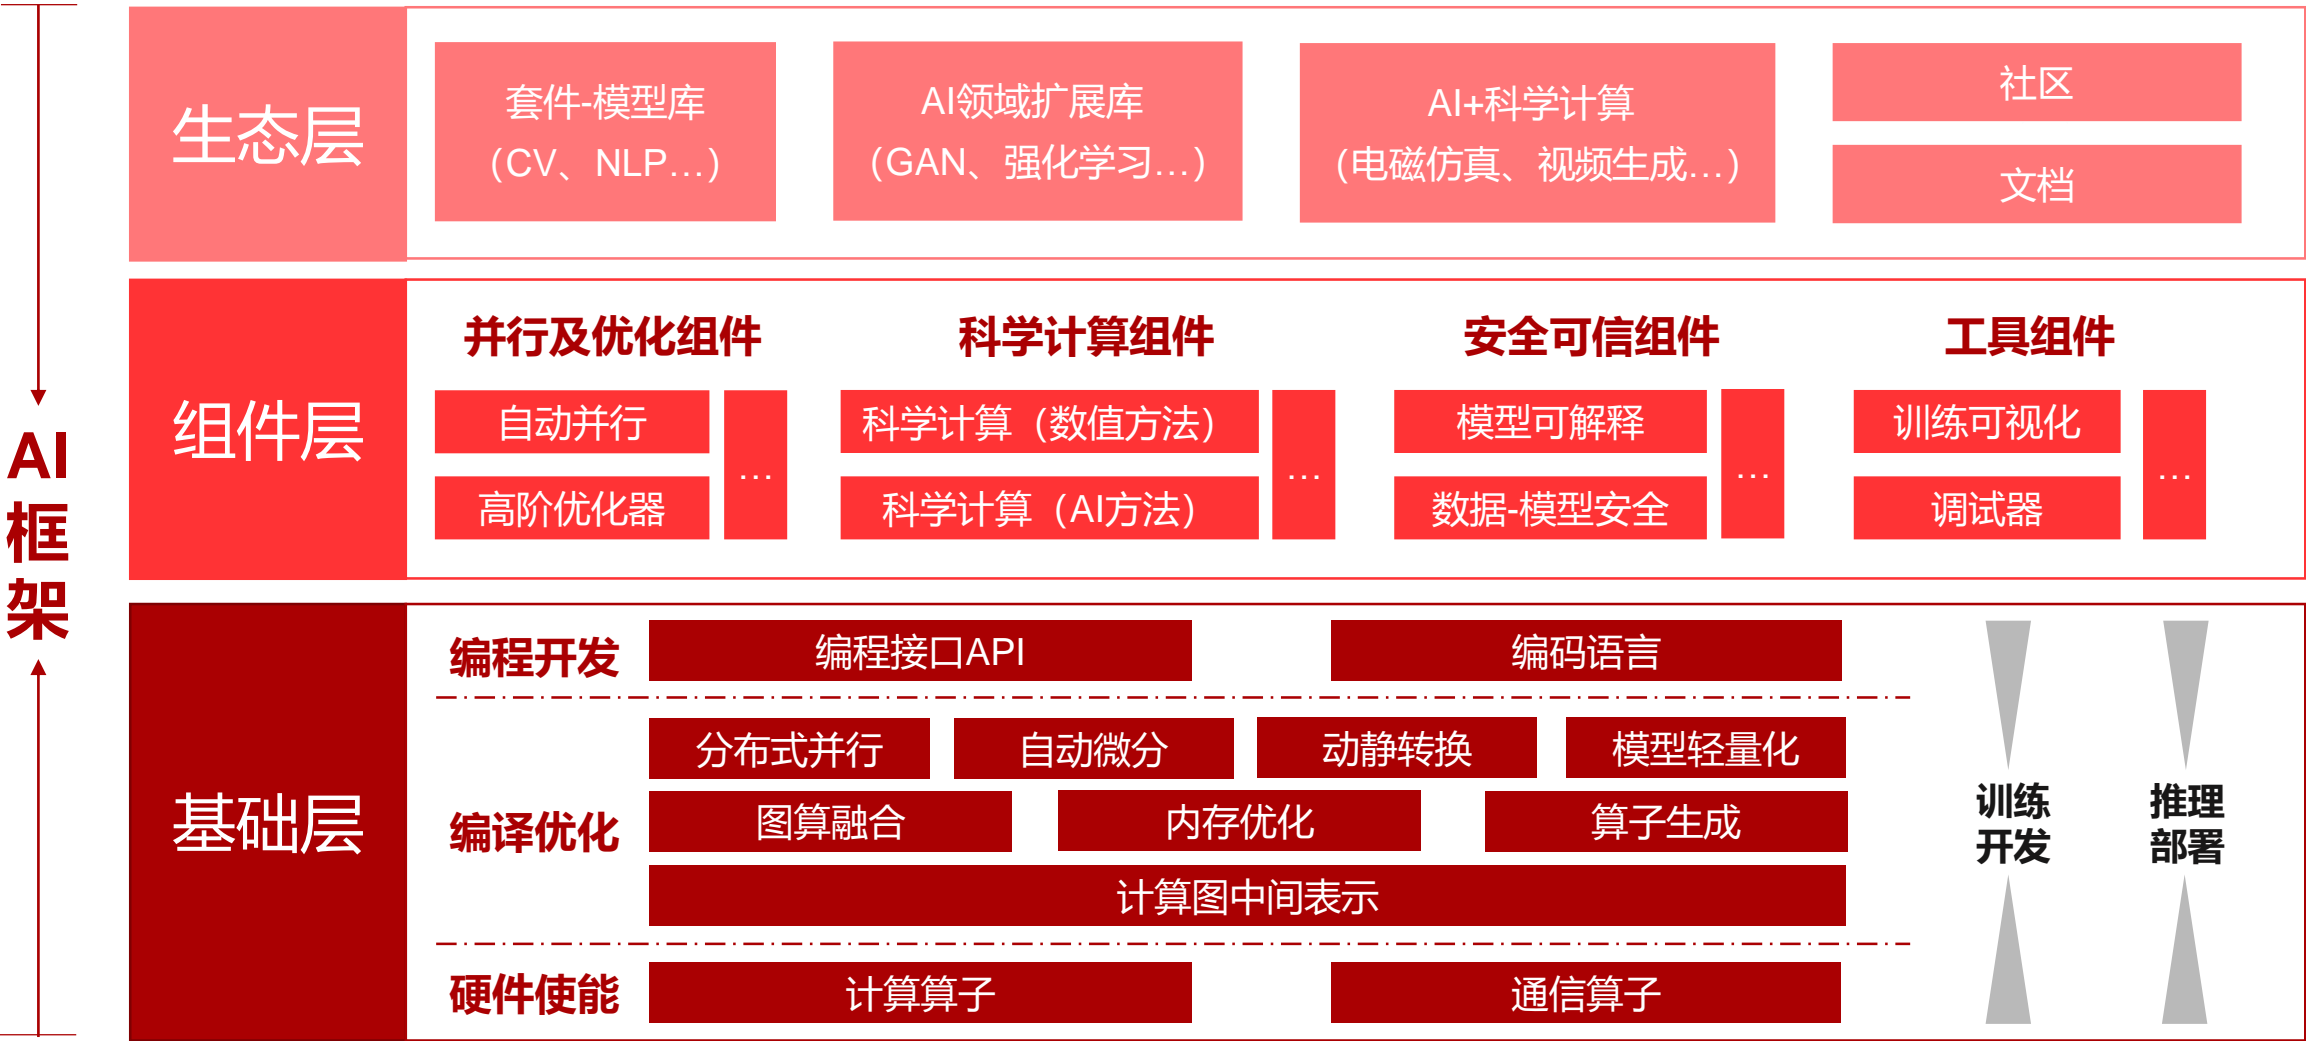 AI
框
架
生态层
套件-模型库
(CV、NLP…)
AI领域扩展库
(GAN、强化学习…)
AI+科学计算
(电磁仿真、视频生成…)
社区
文档
组件层
并行及优化组件
自动并行
高阶优化器
…
科学计算组件
科学计算（数值方法）
科学计算（AI方法）
…
安全可信组件
模型可解释
数据-模型安全
…
工具组件
训练可视化
调试器
…
基础层
编程开发
编程接口API
编码语言
编译优化
分布式并行
自动微分
动静转换
模型轻量化
图算融合
内存优化
算子生成
计算图中间表示
硬件使能
计算算子
通信算子
训练
开发
推理
部署